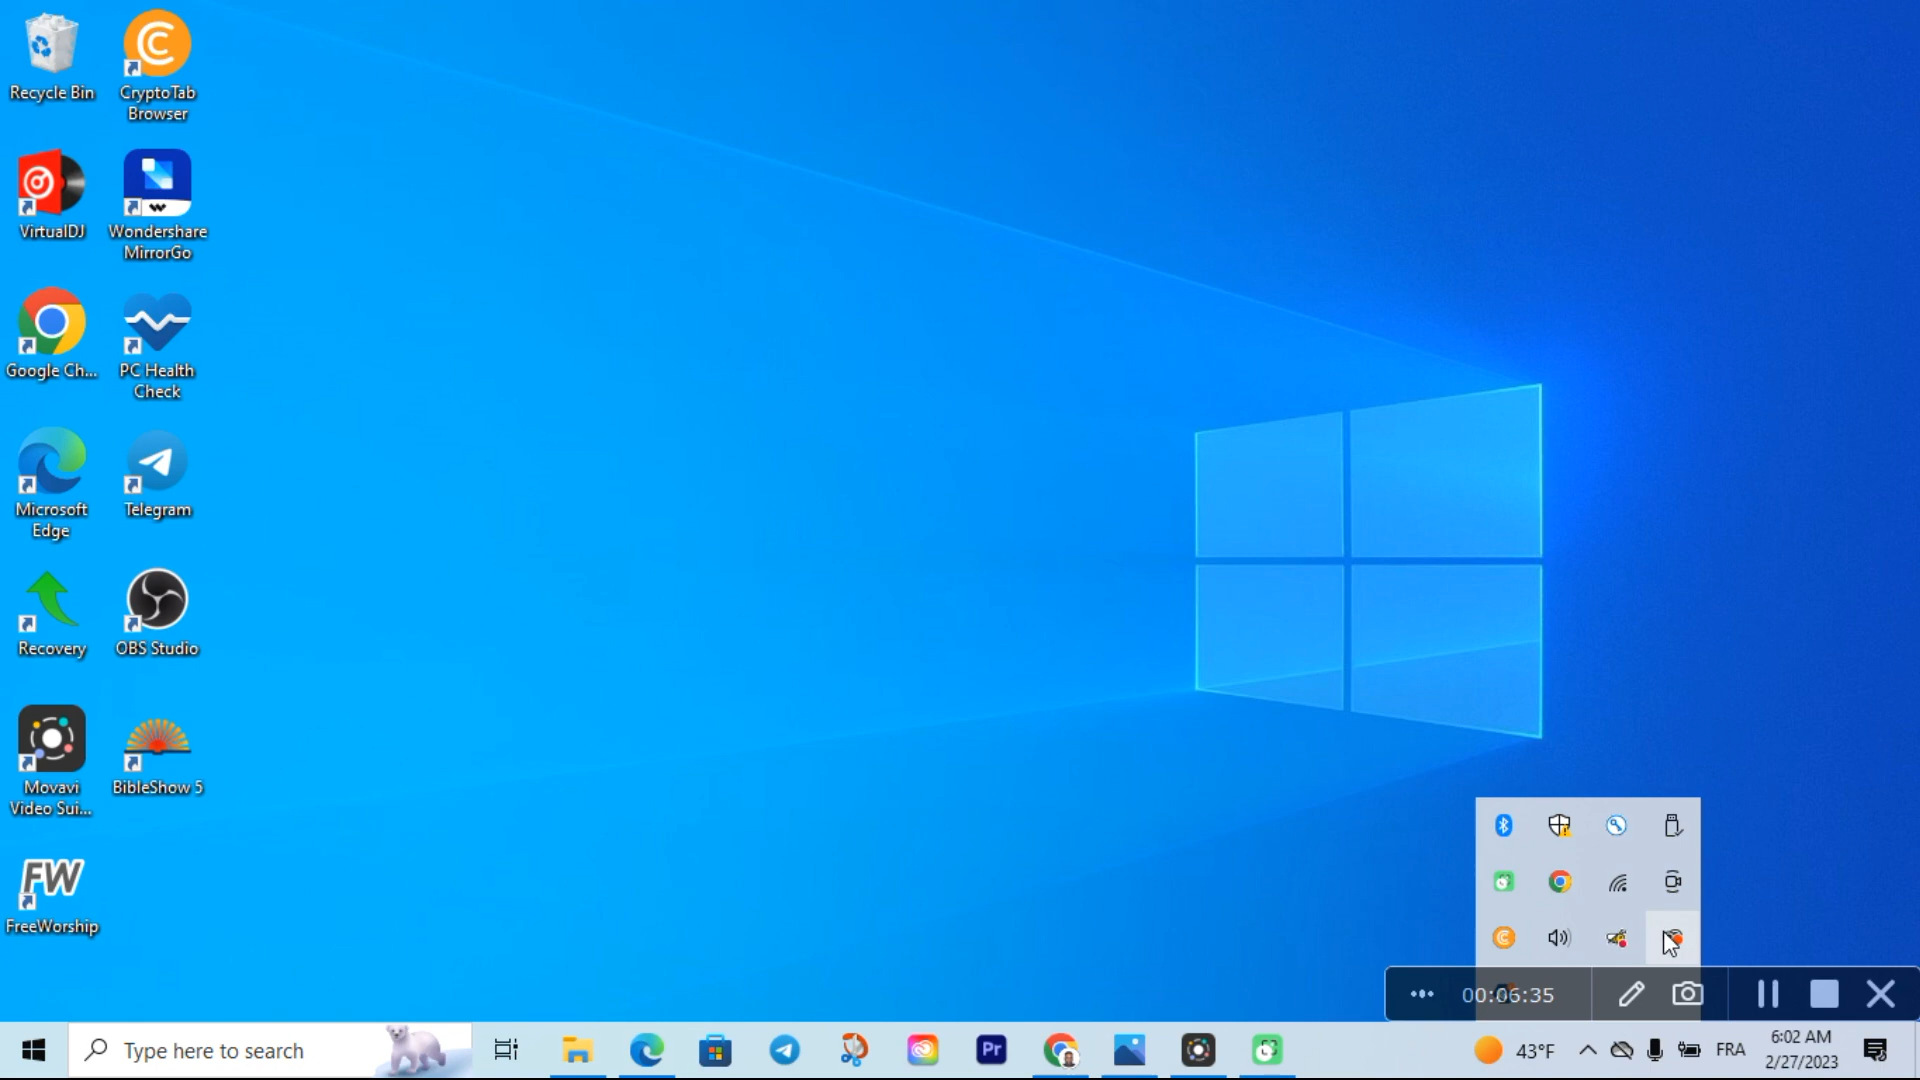 Recycle Bin
CryptoTab
Browser
VirtualDJ
Wondershare
MirrorGo
Google Ch...
PC Health
Check
Microsoft
Edge
Telegram
Recovery
OBS Studio
Movavi
Video Sui...
BibleShow 5
FW
FreeWorship
00:06:35
Type here to search
Pr
43°F
FRA
6:02 AM
2/27/2023